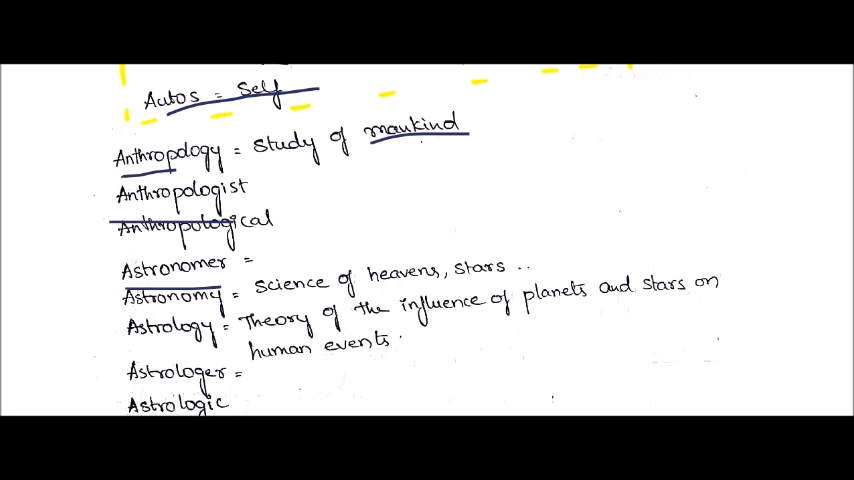 Autos = Self
Anthropology = study of mankind
Anthropologist
Anthropological
Astronomer =
Astronomy = science of heavens, stars ..
Astrology = Theory of the influence of planets and stars on
human events.
Astrologer =
Astrologic